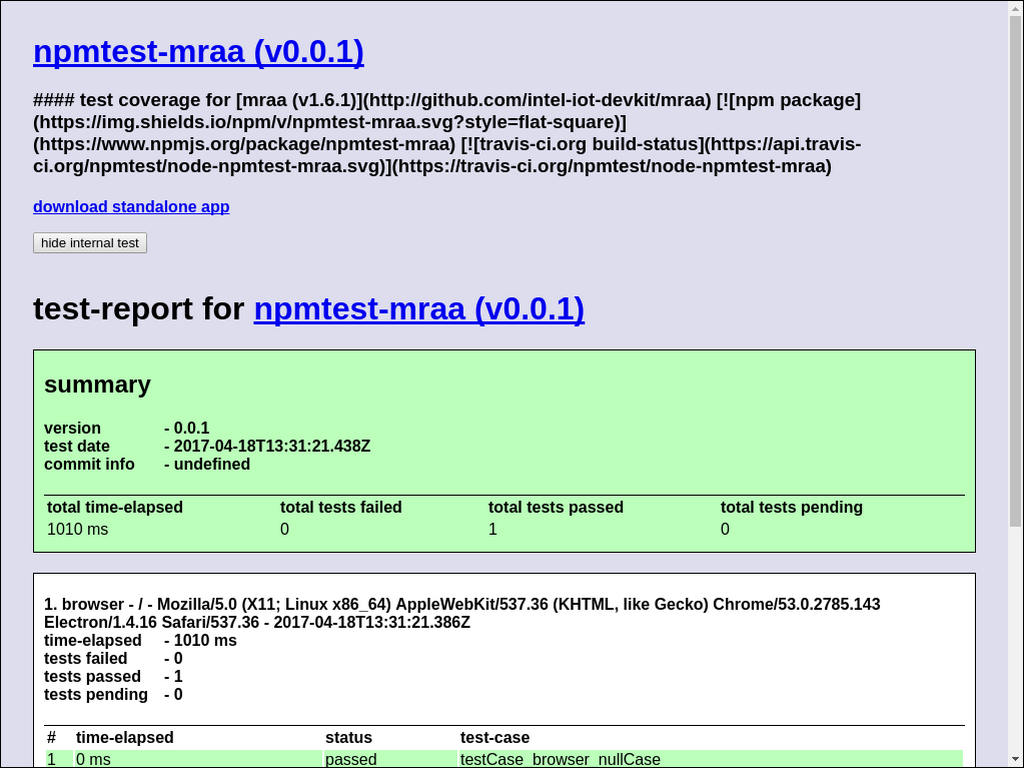 npmtest-mraa (v0.0.1)
#### test coverage for [mraa (v1.6.1)](http://github.com/intel-iot-devkit/mraa) [![npm package]
(https://img.shields.io/npm/v/npmtest-mraa.svg?style=flat-square)]
(https://www.npmjs.org/package/npmtest-mraa) [![travis-ci.org build-status](https://api.travis-
ci.org/npmtest/node-npmtest-mraa.svg)](https://travis-ci.org/npmtest/node-npmtest-mraa)
download standalone app
hide internal test
test-report for npmtest-mraa (v0.0.1)
summary
version - 0.0.1
test date - 2017-04-18T13:31:21.438Z
commit info - undefined
total time-elapsed total tests failed total tests passed total tests pending
1010 ms 0 1 0
1. browser - / - Mozilla/5.0 (X11; Linux x86_64) AppleWebKit/537.36 (KHTML, like Gecko) Chrome/53.0.2785.143
Electron/1.4.16 Safari/537.36 - 2017-04-18T13:31:21.386Z
time-elapsed - 1010 ms
tests failed - 0
tests passed - 1
tests pending - 0
# time-elapsed status test-case
1 0 ms passed testCase_browser_nullCase